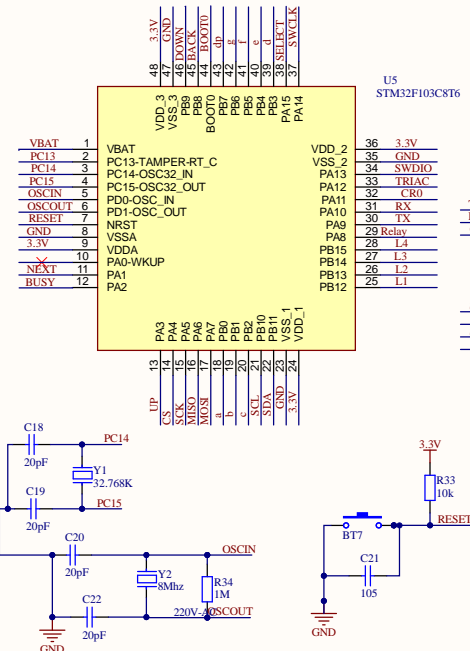 3.3V GND DOWN BACK BOOT0 dp g f e d SELECT SWCLK
48 47 46 45 44 43 42 41 40 39 38 37
VDD_3 VSS_3 PB9 PB8 BOOT0 PB7 PB6 PB5 PB4 PB3 PA15 PA14
U5
STM32F103C8T6
VBAT 1 VBAT
PC13 2 PC13-TAMPER-RT_C
PC14 3 PC14-OSC32_IN
PC15 4 PC15-OSC32_OUT
OSCIN 5 PD0-OSC_IN
OSCOUT 6 PD1-OSC_OUT
RESET 7 NRST
GND 8 VSSA
3.3V 9 VDDA
10 PA0-WKUP
NEXT 11 PA1
BUSY 12 PA2
VDD_2 36 3.3V
VSS_2 35 GND
PA13 34 SWDIO
PA12 33 TRIAC
PA11 32 CR0
PA10 31 RX
PA9 30 TX
PA8 29 Relay
PB15 28 L4
PB14 27 L3
PB13 26 L2
PB12 25 L1
PA3 PA4 PA5 PA6 PA7 PB0 PB1 PB2 PB10 PB11 VSS_1 VDD_1
13 14 15 16 17 18 19 20 21 22 23 24
UP CS SCK MISO MOSI a b c SCL SDA GND 3.3V
C18
20pF
PC14
Y1
32.768K
C19
20pF
PC15
C20
20pF
OSCIN
Y2
8Mhz
R34
1M
C22
20pF
220V-AC
OSCOUT
GND
3.3V
R33
10k
RESET
BT7
C21
105
GND